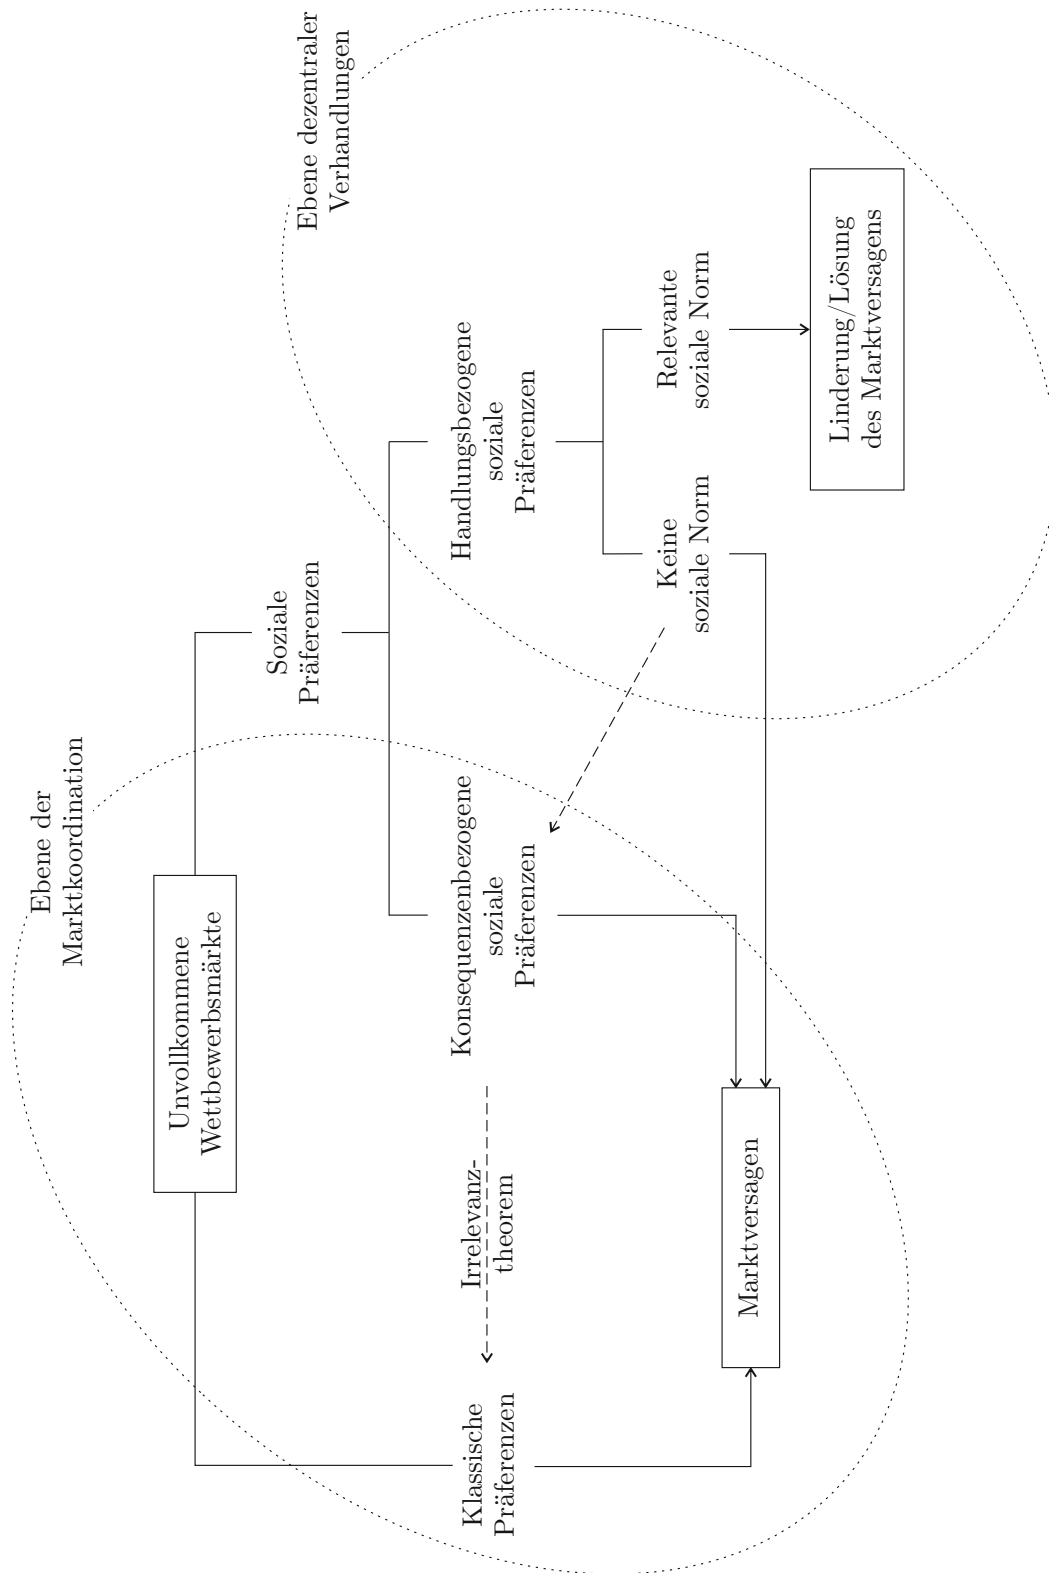 Ebene der
Marktkoordination
Ebene dezentraler
Verhandlungen
Unvollkommene
Wettbewerbsmärkte
Soziale
Präferenzen
Klassische
Präferenzen
Irrelevanz-
theorem
Konsequenzenbezogene
soziale
Präferenzen
Handlungsbezogene
soziale
Präferenzen
Keine
soziale Norm
Relevante
soziale Norm
Marktversagen
Linderung/Lösung
des Marktversagens